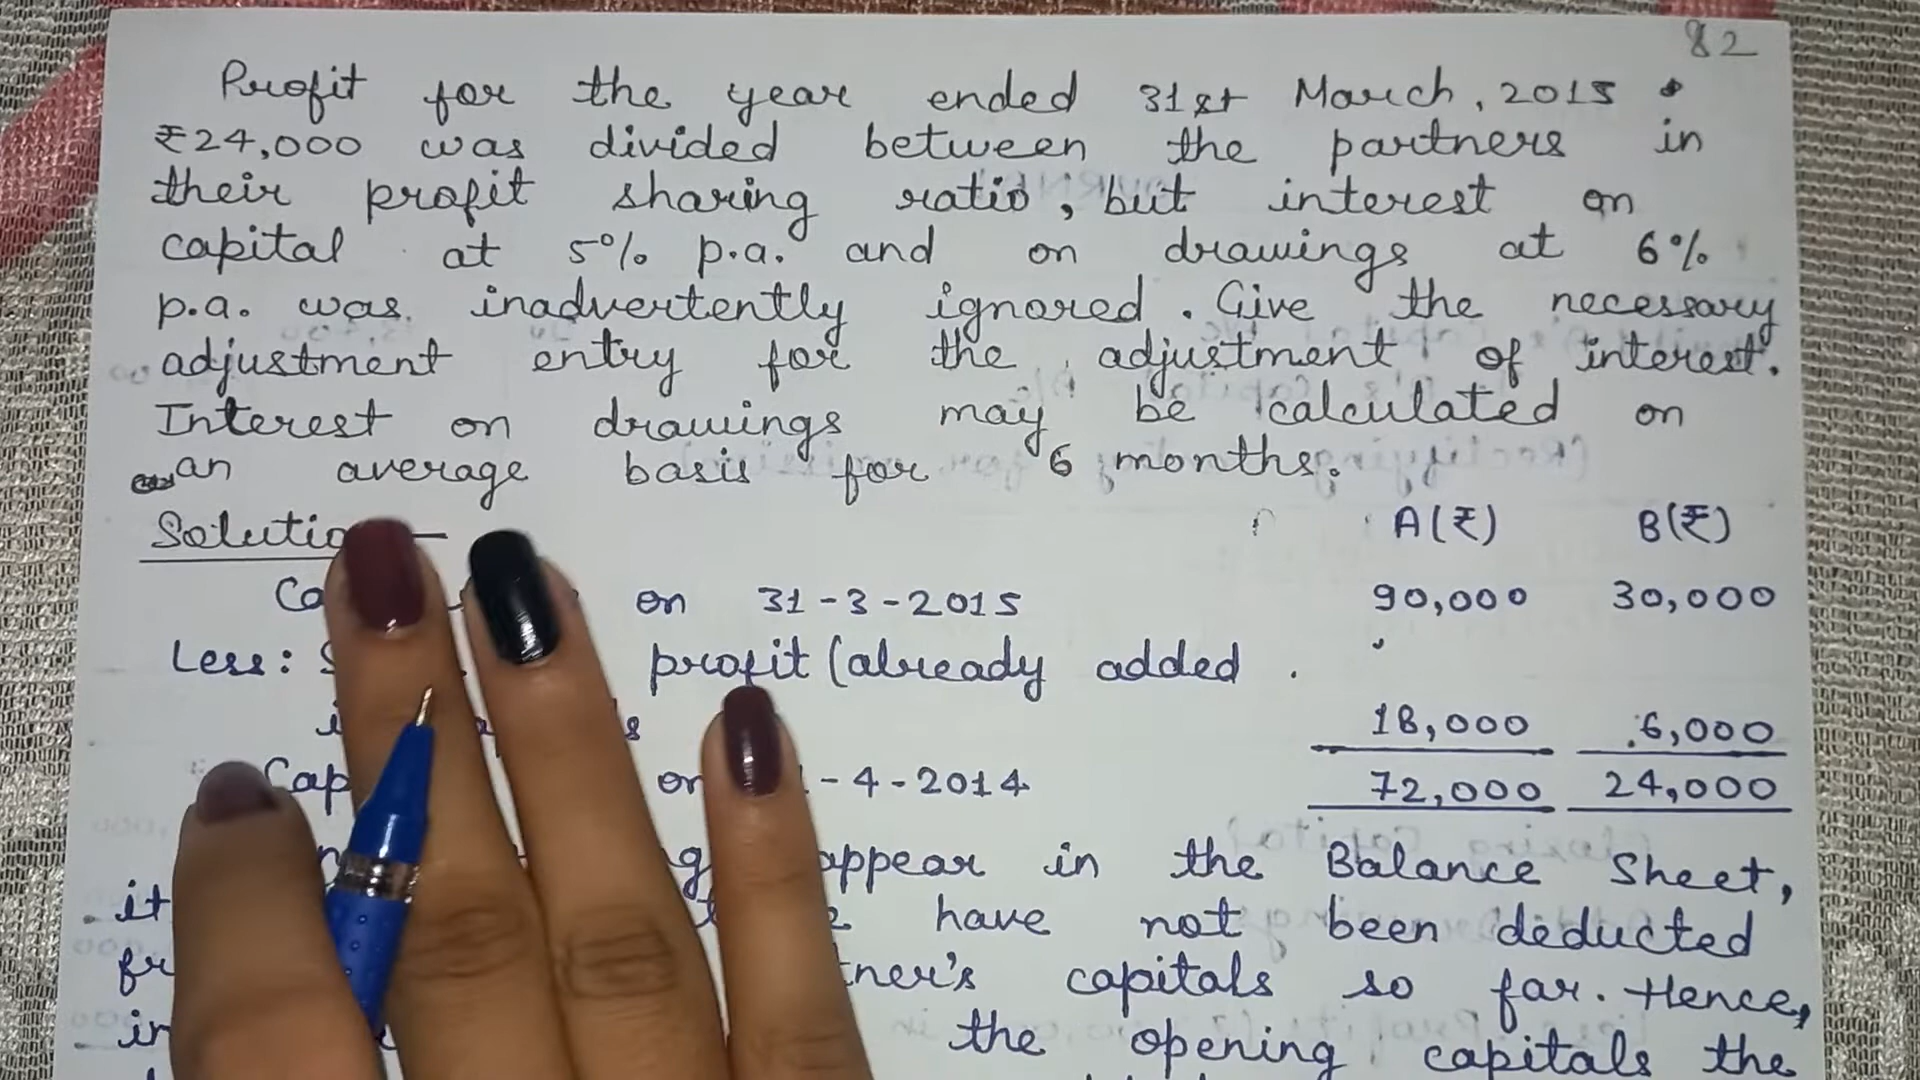 82
Profit for the year ended 31st March, 2015
₹24,000 was divided between the partners in
their profit sharing ratio, but interest on
capital at 5% p.a. and on drawings at 6%
p.a. was inadvertently ignored. Give the necessary
adjustment entry for the adjustment of interest.
Interest on drawings may be calculated on
an average basis for 6 months.
A(₹) B(₹)
on 31-3-2015 90,000 30,000
Less: profit (already added
18,000 6,000
4-2014 72,000 24,000
appear in the Balance Sheet,
it have not been deducted
capitals so far. Hence,
the opening capitals the